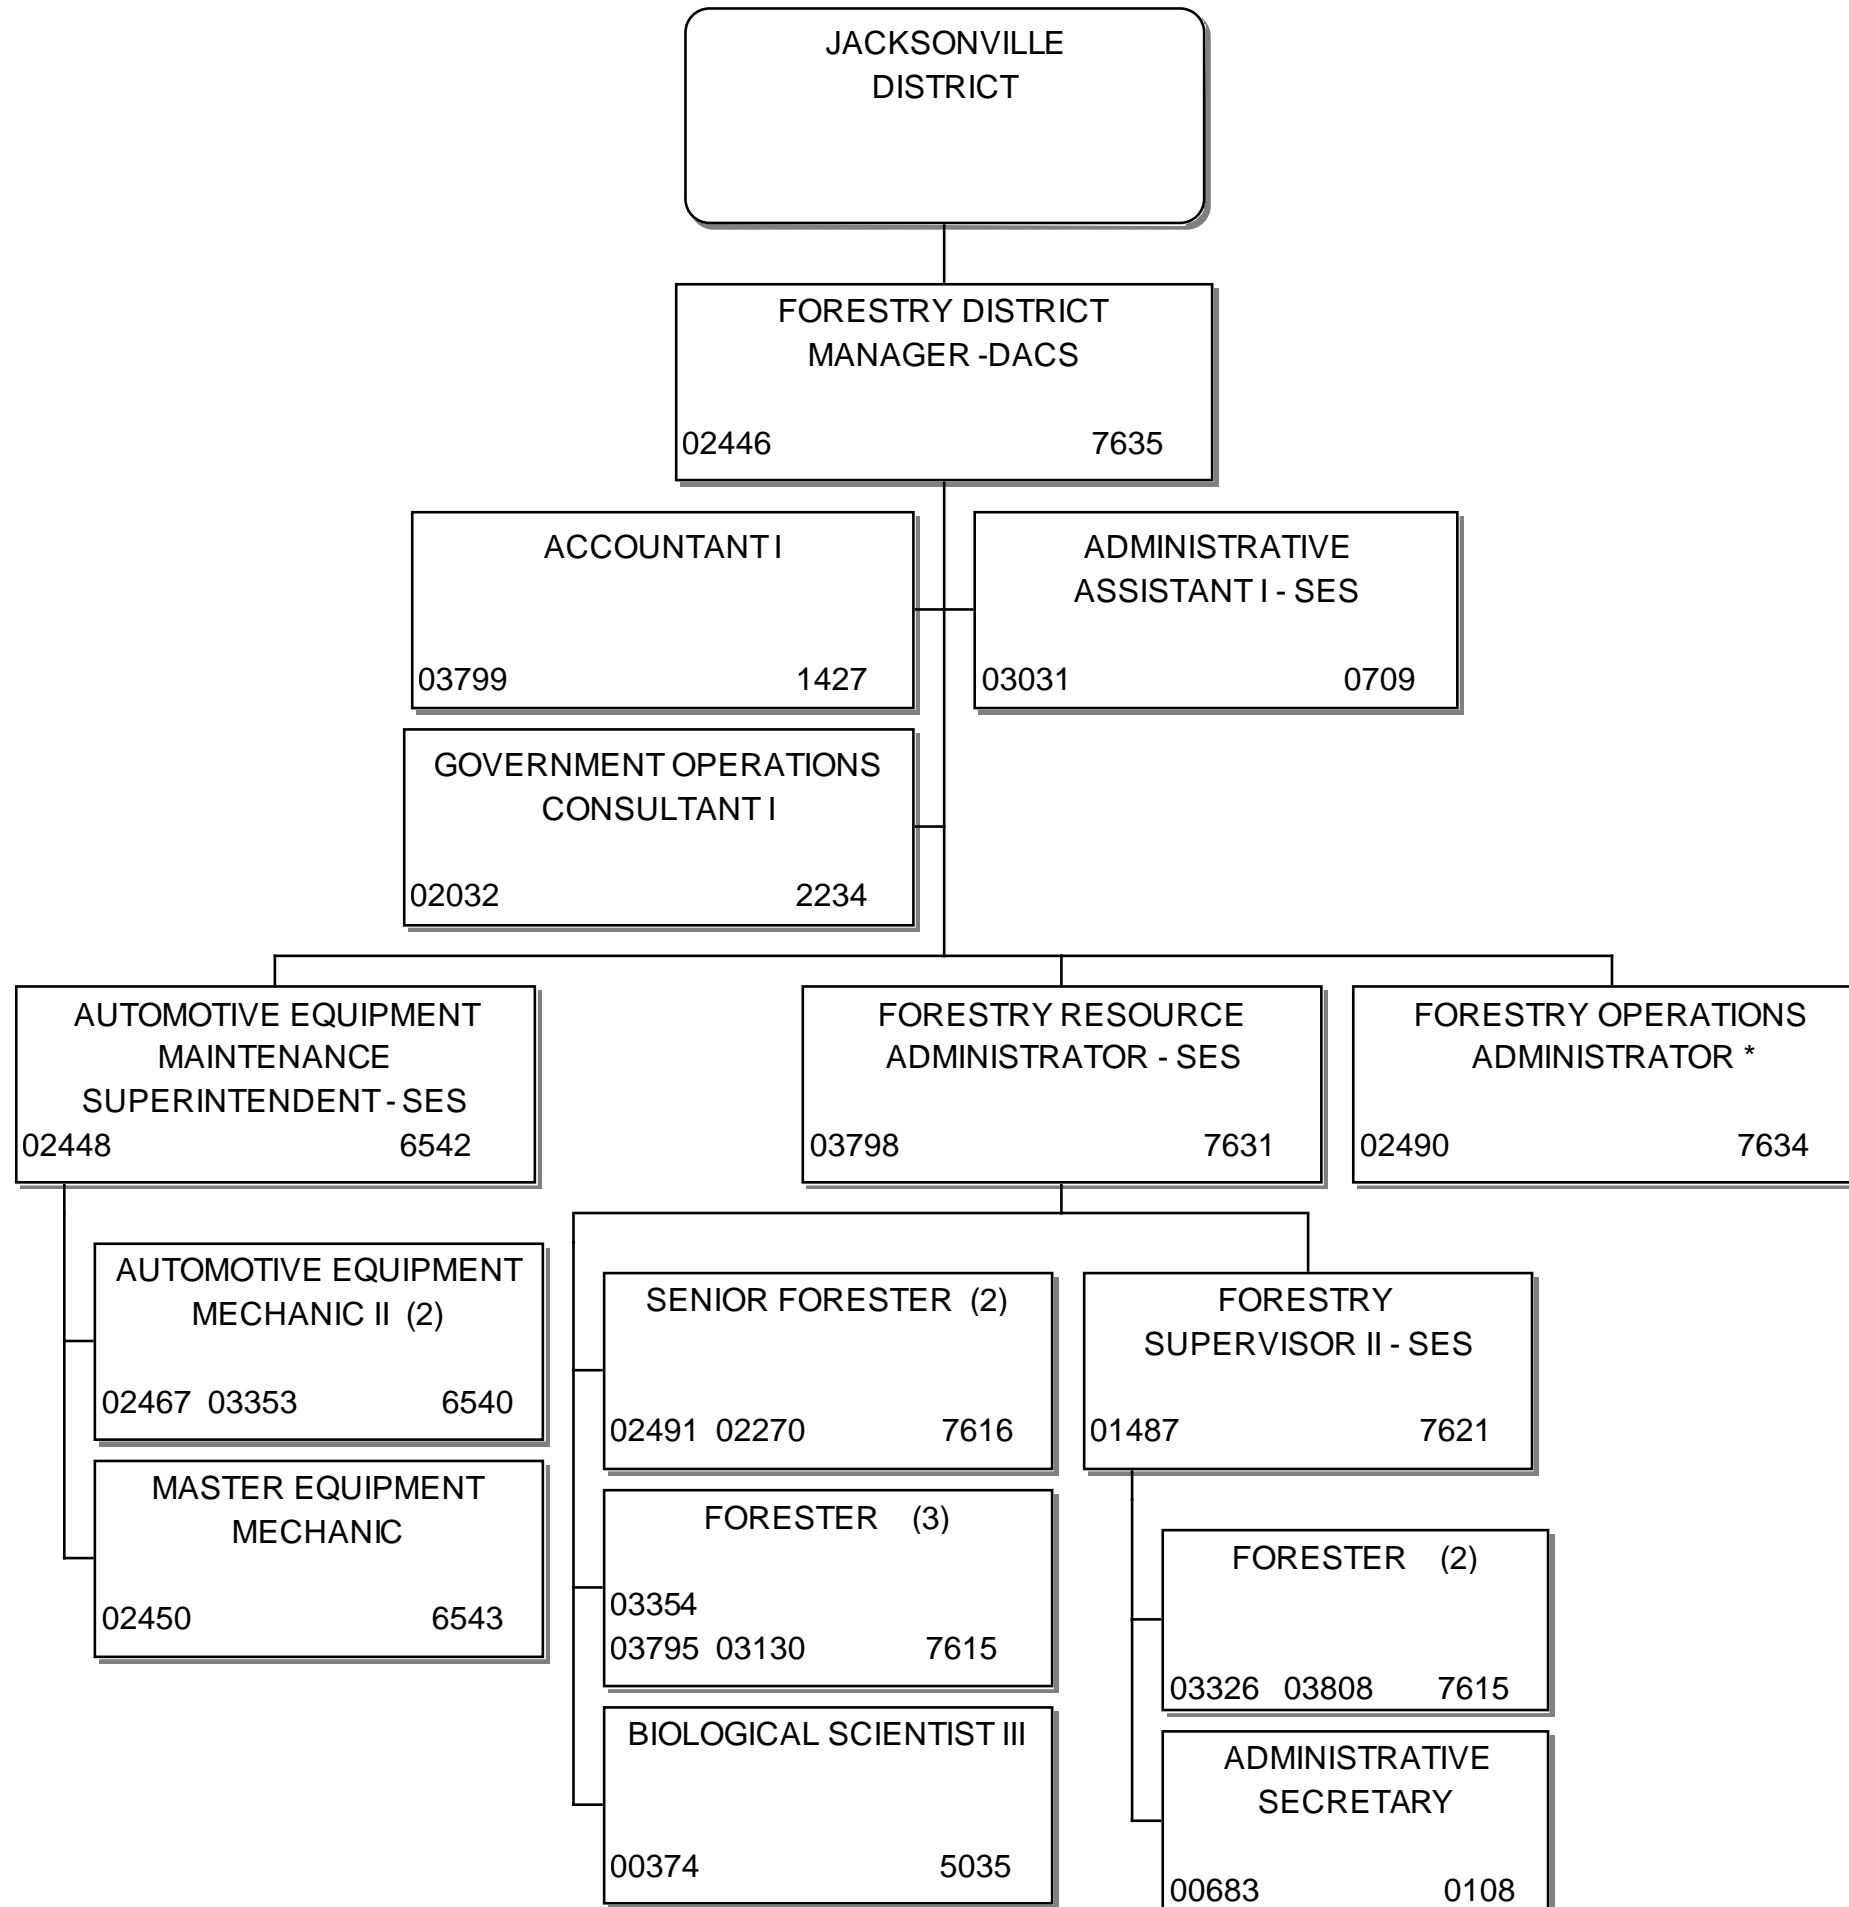 JACKSONVILLE
DISTRICT
FORESTRY DISTRICT
MANAGER -DACS
02446 7635
ACCOUNTANT I
03799 1427
ADMINISTRATIVE
ASSISTANT I - SES
03031 0709
GOVERNMENT OPERATIONS
CONSULTANT I
02032 2234
AUTOMOTIVE EQUIPMENT
MAINTENANCE
SUPERINTENDENT - SES
02448 6542
FORESTRY RESOURCE
ADMINISTRATOR - SES
03798 7631
FORESTRY OPERATIONS
ADMINISTRATOR *
02490 7634
AUTOMOTIVE EQUIPMENT
MECHANIC II (2)
02467 03353 6540
MASTER EQUIPMENT
MECHANIC
02450 6543
SENIOR FORESTER (2)
02491 02270 7616
FORESTER (3)
03354
03795 03130 7615
BIOLOGICAL SCIENTIST III
00374 5035
FORESTRY
SUPERVISOR II - SES
01487 7621
FORESTER (2)
03326 03808 7615
ADMINISTRATIVE
SECRETARY
00683 0108